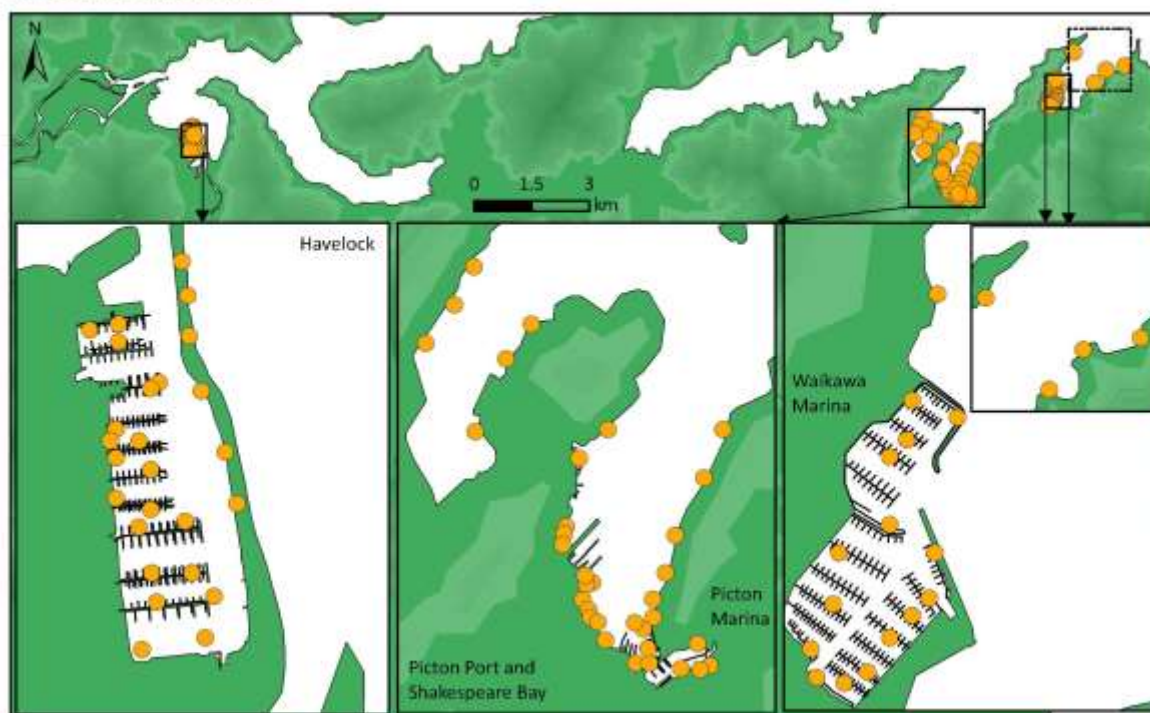 N
0 1.5 3
km
Havelock
Waikawa
Marina
Picton
Marina
Picton Port and
Shakespeare Bay